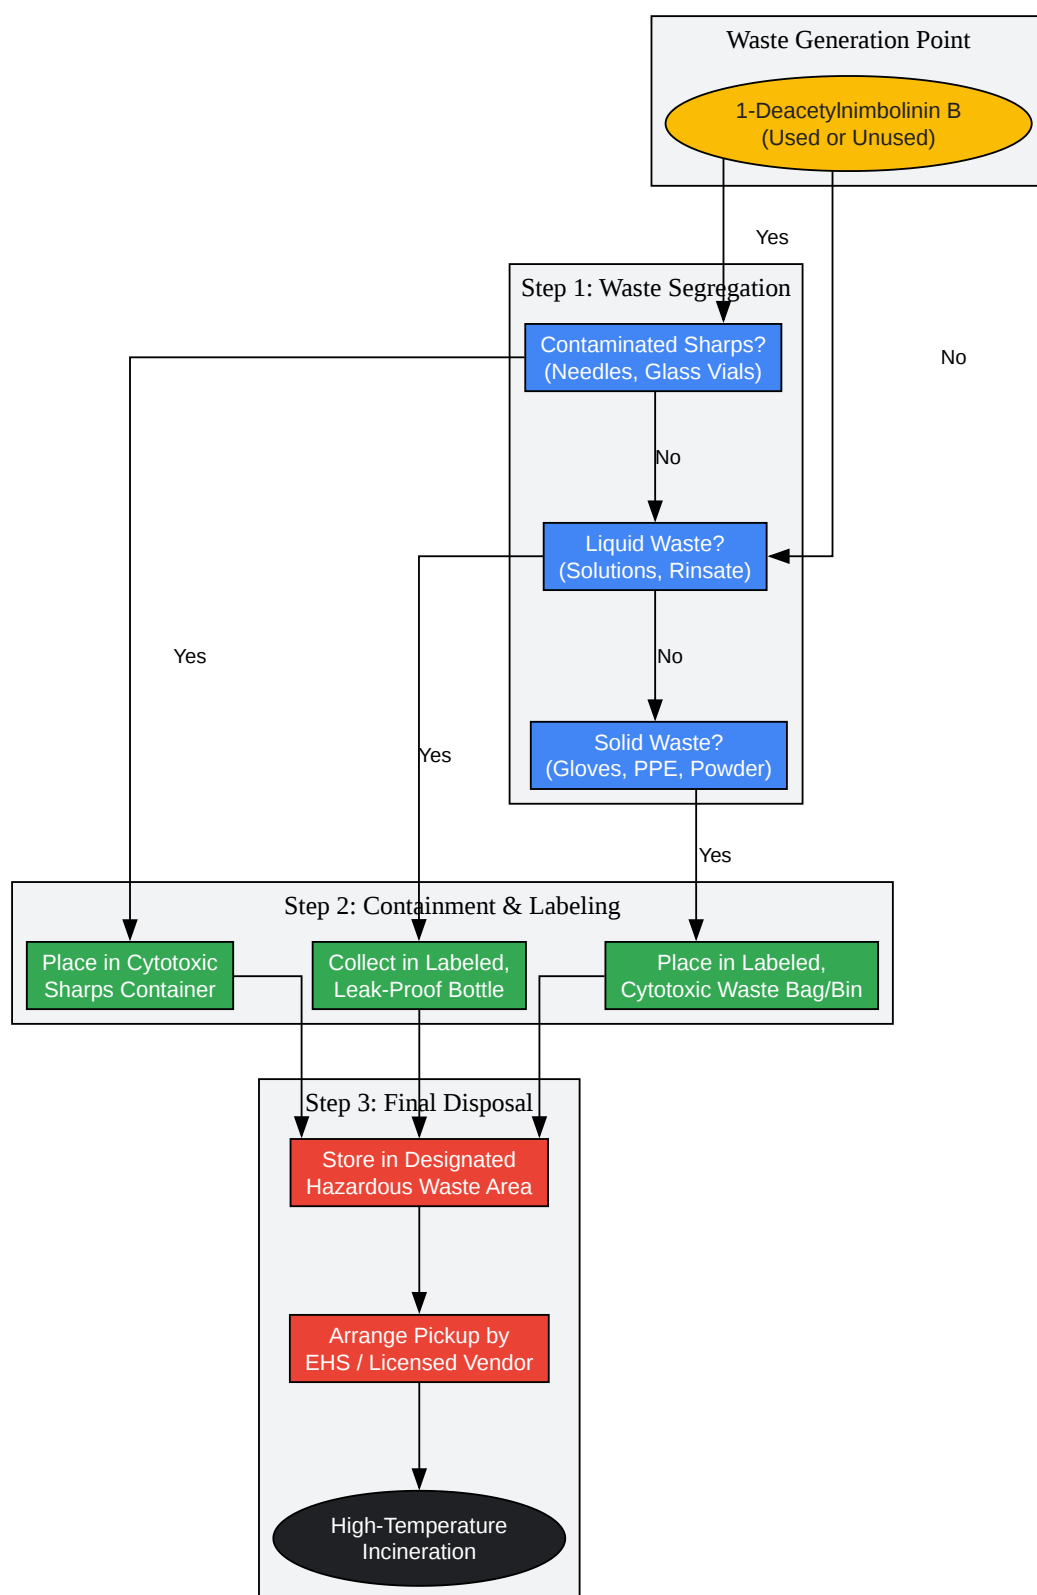 Waste Generation Point
1-Deacetylnimbolinin B
(Used or Unused)
Yes
Step 1: Waste Segregation
Contaminated Sharps?
(Needles, Glass Vials)
No
No
Liquid Waste?
(Solutions, Rinsate)
Yes
No
Solid Waste?
(Gloves, PPE, Powder)
Yes
Yes
Step 2: Containment & Labeling
Place in Cytotoxic
Sharps Container
Collect in Labeled,
Leak-Proof Bottle
Place in Labeled,
Cytotoxic Waste Bag/Bin
Step 3: Final Disposal
Store in Designated
Hazardous Waste Area
Arrange Pickup by
EHS / Licensed Vendor
High-Temperature
Incineration